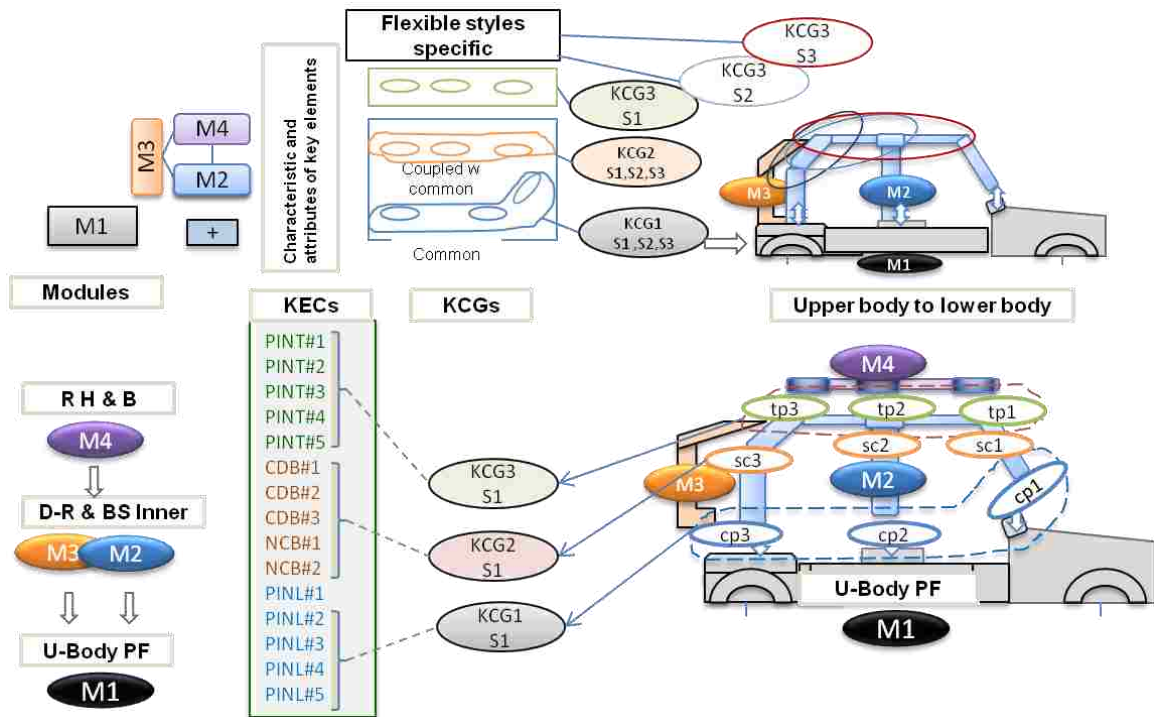 Flexible styles
specific
KCG3
S3
KCG3
S2
KCG3
S1
Characteristic and
attributes of key elements
M4
M3
M2
M1
+
Coupled w
common
Common
KCG2
S1,S2,S3
KCG1
S1 ,S2,S3
M3
M2
M1
Modules
KECs
KCGs
Upper body to lower body
PINT#1
PINT#2
PINT#3
PINT#4
PINT#5
CDB#1
CDB#2
CDB#3
NCB#1
NCB#2
PINL#1
PINL#2
PINL#3
PINL#4
PINL#5
R H & B
M4
D-R & BS Inner
M3
M2
U-Body PF
M1
KCG3
S1
KCG2
S1
KCG1
S1
M4
tp3
tp2
tp1
sc3
sc2
sc1
M3
M2
cp1
cp3
cp2
U-Body PF
M1